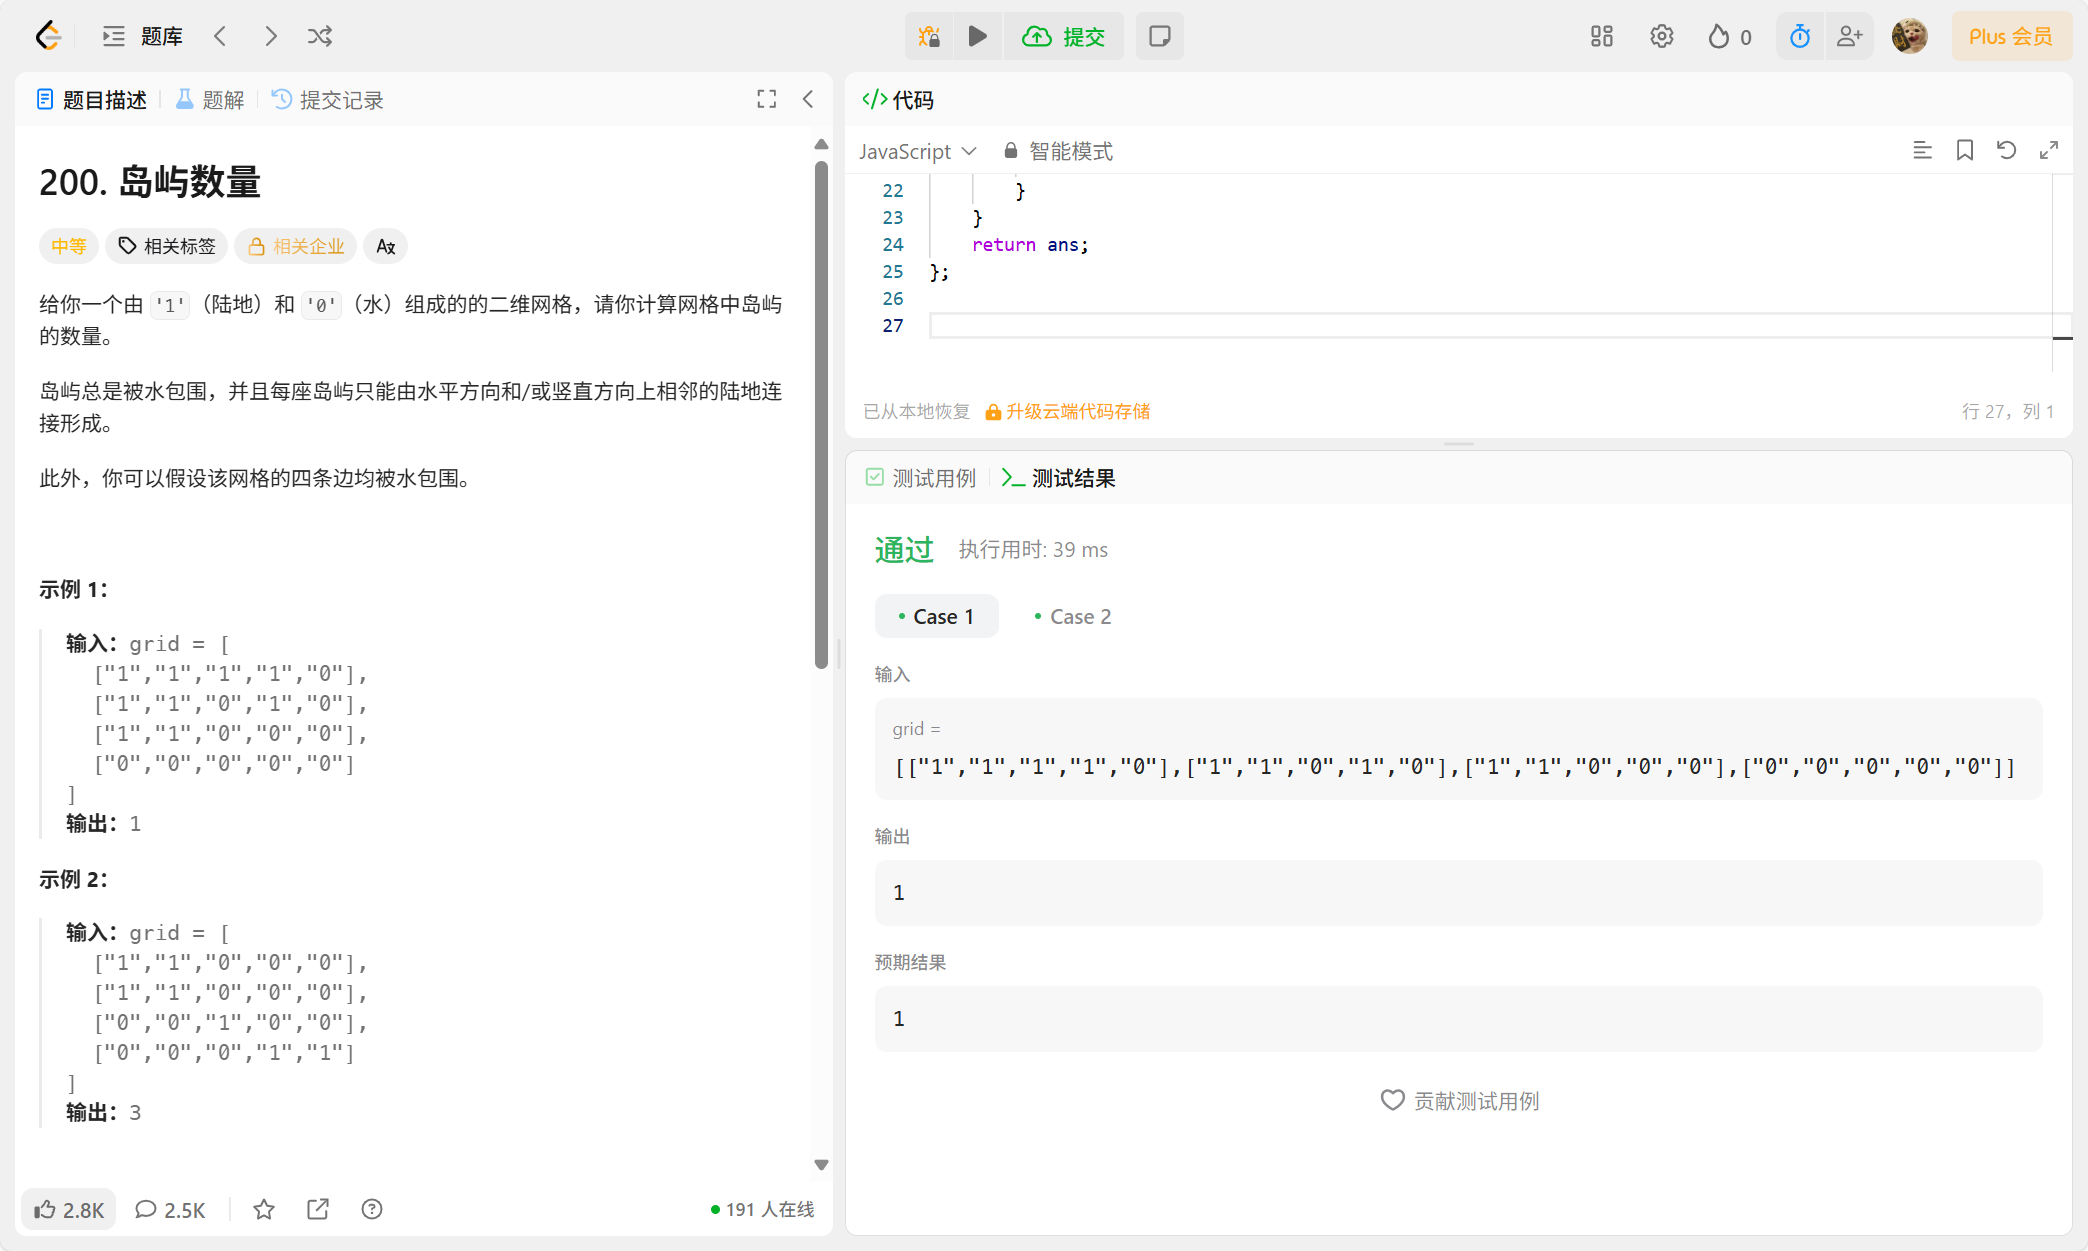 题库
提交
0
Plus 会员
题目描述
题解
提交记录
200. 岛屿数量
中等
相关标签
相关企业
给你一个由 '1'（陆地）和 '0'（水）组成的的二维网格，请你计算网格中岛屿
的数量。
岛屿总是被水包围，并且每座岛屿只能由水平方向和/或竖直方向上相邻的陆地连
接形成。
此外，你可以假设该网格的四条边均被水包围。
示例 1：
输入：grid = [
["1","1","1","1","0"],
["1","1","0","1","0"],
["1","1","0","0","0"],
["0","0","0","0","0"]
]
输出：1
示例 2：
输入：grid = [
["1","1","0","0","0"],
["1","1","0","0","0"],
["0","0","1","0","0"],
["0","0","0","1","1"]
]
输出：3
2.8K
2.5K
191 人在线
代码
JavaScript
智能模式
22 }
23 }
24 return ans;
25 };
26
27
已从本地恢复
升级云端代码存储
行 27，列 1
测试用例
测试结果
通过
执行用时: 39 ms
Case 1
Case 2
输入
grid =
[["1","1","1","1","0"],["1","1","0","1","0"],["1","1","0","0","0"],["0","0","0","0","0"]]
输出
1
预期结果
1
贡献测试用例